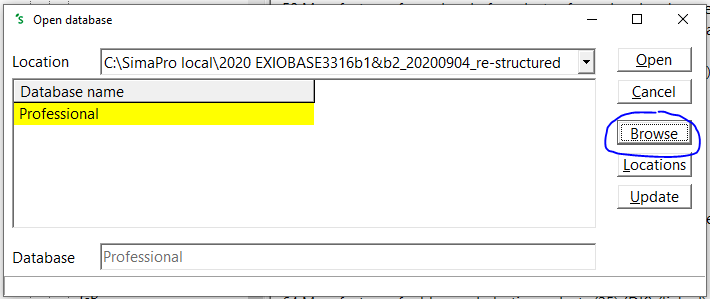 Open database
Location
C:\SimaPro local\2020 EXIOBASE3316b1&b2_20200904_re-structured
Open
Database name
Cancel
Professional
Browse
Locations
Update
Database
Professional